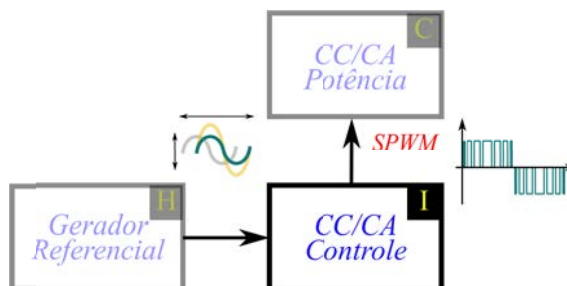 C
CC/CA
Potência
SPWM
H
Gerador
Referencial
I
CC/CA
Controle